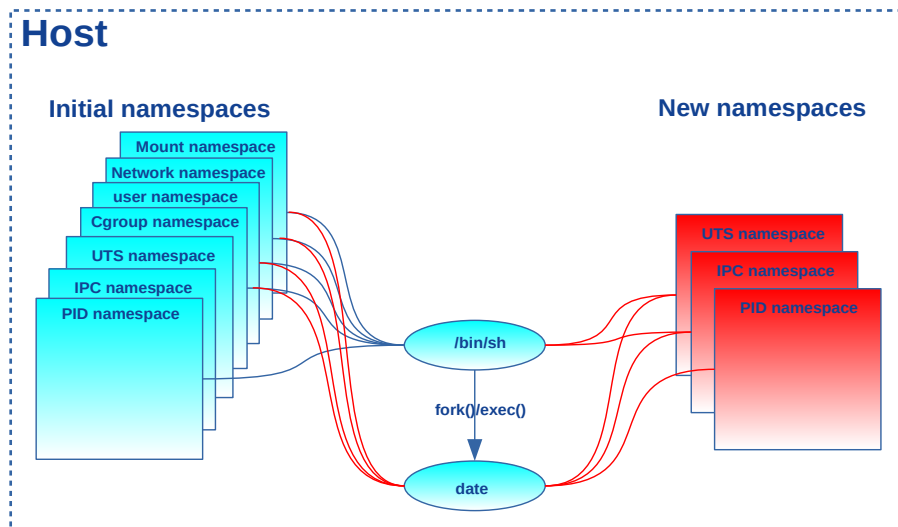 Host
Initial namespaces
New namespaces
Mount namespace
Network namespace
user namespace
Cgroup namespace
UTS namespace
IPC namespace
PID namespace
UTS namespace
IPC namespace
PID namespace
/bin/sh
fork()/exec()
date